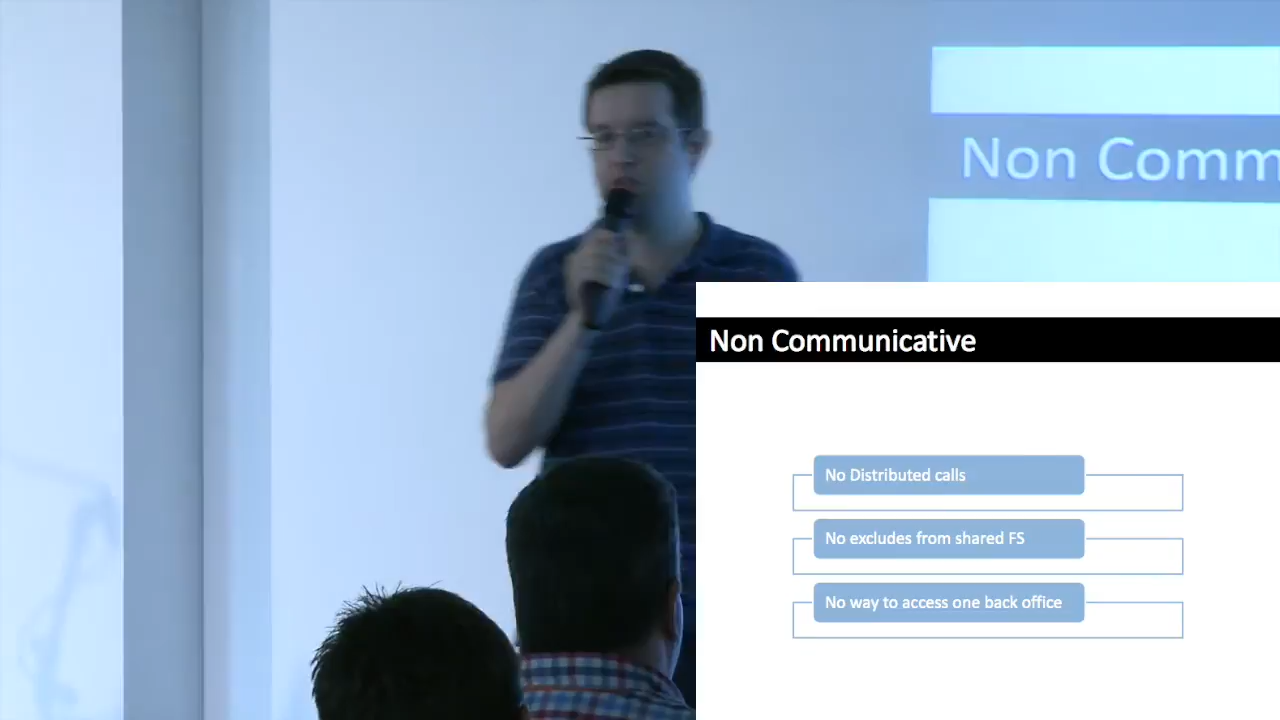 Non Comm
Non Communicative
No Distributed calls
No excludes from shared FS
No way to access one back office